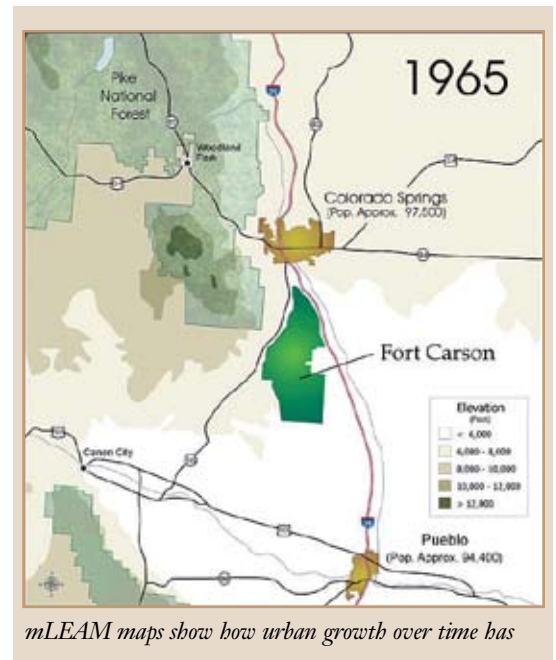 1965
Pike
National
Forest
Woodland
Park
Colorado Springs
(Pop. Approx. 97,500)
Fort Carson
Elevation
(Feet)
< 6,000
6,000 - 8,000
8,000 - 10,000
10,000 - 12,000
> 12,000
Canon City
Pueblo
(Pop. Approx. 94,400)
mLEAM maps show how urban growth over time has